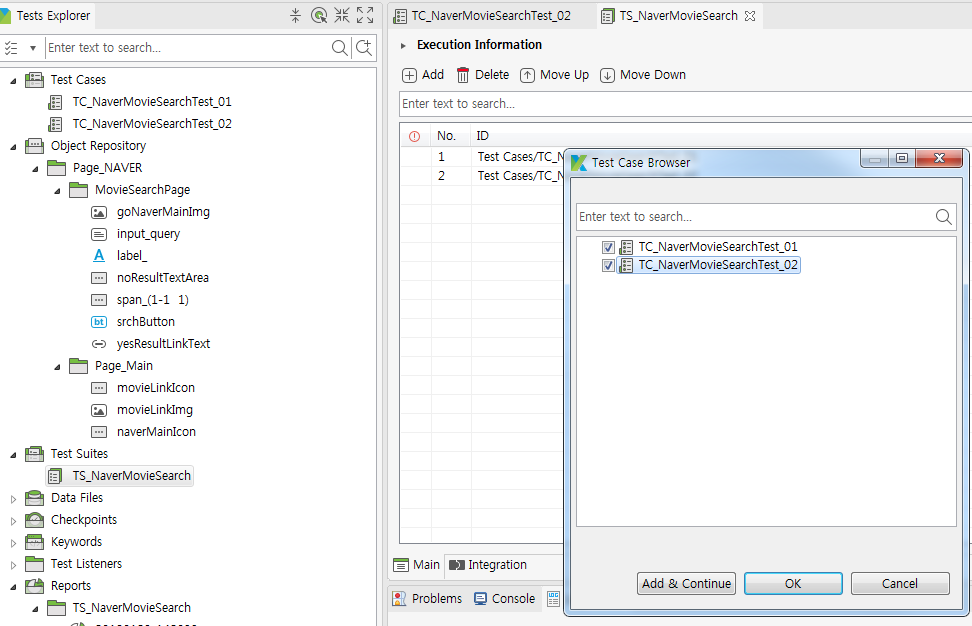 Tests Explorer
Enter text to search...
Test Cases
TC_NaverMovieSearchTest_01
TC_NaverMovieSearchTest_02
Object Repository
Page_NAVER
MovieSearchPage
goNaverMainImg
input_query
label_
noResultTextArea
span_(1-1 1)
bt srchButton
yesResultLinkText
Page_Main
movieLinkIcon
movieLinkImg
naverMainIcon
Test Suites
TS_NaverMovieSearch
Data Files
Checkpoints
Keywords
Test Listeners
Reports
TS_NaverMovieSearch
TC_NaverMovieSearchTest_02
TS_NaverMovieSearch
Execution Information
Add Delete Move Up Move Down
Enter text to search...
No. ID
1 Test Cases/TC_N
2 Test Cases/TC_N
Main Integration
Problems Console
Test Case Browser
Enter text to search...
TC_NaverMovieSearchTest_01
TC_NaverMovieSearchTest_02
Add & Continue OK Cancel